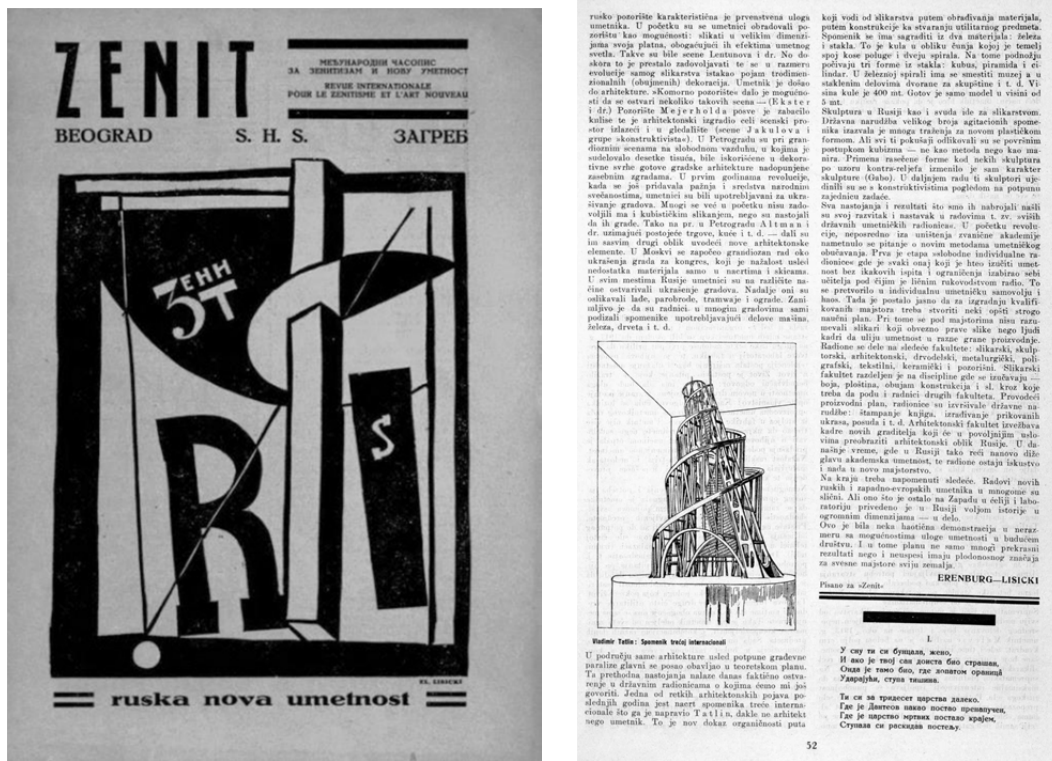 ZENIT
МЕЂУНАРОДНИ ЧАСОПИС
ЗА ЗЕНИТИЗАМ И НОВУ УМЕТНОСТ
REVUE INTERNATIONALE
POUR LE ZENITISME ET L'ART NOUVEAU
BEOGRAD S. H. S. ЗАГРЕБ
ЗЕНИТ
R
S
EL LISICKI
ruska nova umetnost
rusko pozorište karakteristična je prvenstvena uloga
umetnika. U početku su se umetnici obradovali po-
zorištu kao mogućnosti: slikati u velikim dimenzi-
jama svoja platna, obogaćujući ih efektima umetnog
svetla. Takve su bile scene Lentunova i dr. No do-
skora to je prestalo zadovoljavati te se u razmeru
evolucije samog slikarstva istakao pojam trodimen-
zionalnih (obujmenih) dekoracija. Umetnik je došao
do arhitekture. »Komorno pozorište« dalo je mogućno-
sti da se ostvari nekoliko takovih scena — (Ekster
i dr.) Pozorište Mejerholda posve je zabacilo
kulise te je arhitektonski izgradio celi scenski pro-
stor izlazeći i u gledalište (scene Jakulova i
grupe »konstruktivista«). U Petrogradu su pri gran-
dioznim scenama na slobodnom vazduhu, u kojima je
sudelovalo desetke tisuća, bile iskorišćene u dekora-
tivne svrhe gotove gradske arhitekture nadopunjene
zasebnim zgradama. U prvim godinama revolucije,
kada se još pridavala pažnja i sredstva narodnim
svečanostima, umetnici su bili upotrebljavani za ukra-
šivanje gradova. Mnogi se već u početku nisu zado-
voljili ma i kubističkim slikanjem, nego su nastojali
da ih grade. Tako na pr. u Petrogradu Altman i
dr. uzimajući postojeće trgove, kuće i t. d. — dali su
im sasvim drugi oblik uvedeći nove arhitektonske
elemente. U Moskvi se započeo grandiozan rad oko
ukrašenja grada za kongres, koji je nažalost usled
nedostatka materijala samo u nacrtima i skicama.
U svim mestima Rusije umetnici su na različite na-
čine ostvarivali ukrašenje gradova. Nadalje oni su
oslikavali lađe, parobrode, tramwaje i ograde. Zani
mljivo je da su radnici u mnogim gradovima sami
podizali spomenike upotrebljavajući delove mašina,
železa, drveta i t. d.
Vladimir Tatlin: Spomenik trećoj internacionali
U području same arhitekture usled potpune građevne
paralize glavni se posao obavljao u teoretskom planu.
Ta prethodna nastojanja nalaze danas faktično ostva-
renje u državnim radionicama o kojima ćemo mi još
govoriti. Jedna od retkih arhitektonskih pojava po-
slednjih godina jest nacrt spomenika treće interna-
cionale što ga je napravio Tatlin, dakle ne arhitekt
nego umetnik. To je nov dokaz organičnosti puta
koji vodi od slikarstva putem obrađivanja materijala,
putem konstrukcije ka stvaranju utilitarnog predmeta.
Spomenik se ima sagraditi iz dva materijala: železa
i stakla. To je kula u obliku čunja kojoj je temelj
spoj kose poluge i dveju spirala. Na tome podnožju
počivaju tri forme iz stakla: kubus, piramida i ci-
lindar. U železnoj spirali ima se smestiti muzej a u
staklenim delovima dvorane za skupštine i t. d. Vi-
sina kule je 400 mt. Gotov je samo model u visini od
5 mt.
Skulptura u Rusiji kao i svuda ide za slikarstvom.
Državna narudžba velikog broja agitacionih spome-
nika izazvala je mnoga traženja za novom plastičkom
formom. Ali svi ti pokušaji odlikovali su se površnim
postupkom kubizma — ne kao metoda nego kao ma-
nira. Primena rasečene forme kod nekih skulptura
po uzoru kontra-reljefa izmenilo je sam karakter
skulpture (Gabo). U daljnjem radu ti skulptori uje-
dinili su se s konstruktivistima pogledom na potpunu
zajednicu zadaće.
Sva nastojanja i rezultati što smo ih nabrojali našli
su svoj razvitak i nastavak u radovima t. zv. sviših
državnih umetničkih radionica«. U početku revolu-
cije, neposredno iza uništenja zvanične akademije
nametnulo se pitanje o novim metodama umetničkog
obučavanja. Prva je etapa »slobodne individualne ra-
dionice« gde je svaki onaj koji je hteo izučiti umet-
nost bez ikakovih ispita i ograničenja izabirao sebi
učitelja pod čijim je ličnim rukovodstvom radio. To
se pretvorilo u individualnu umetničku samovolju i
haos. Tada je postalo jasno da za izgradnju kvalifi-
kovanih majstora treba stvoriti neki opšti strogo
naučni plan. Pri tome se pod majstorima nisu razu-
mevali slikari koji obvezno prave slike nego ljudi
kadri da uliju umetnost u razne grane proizvodnje.
Radione se dele na sledeće fakultete: slikarski, skulp-
torski, arhitektonski, drvodelski, metalurgički, poli-
grafski, tekstilni, keramički i pozorišni. Slikarski
fakultet razdeljen je na discipline gde se izučavaju —
boja, ploština, obujam konstrukcija i sl. kroz koje
treba da pođu i radnici drugih fakulteta. Provodeći
proizvodni plan, radionice su izvršivale državne na-
rudžbe: štampanje knjiga, izrađivanje prikovanih
ukrasa, posuđa i t. d. Arhitektonski fakultet izvežbava
kadre novih graditelja koji će u povoljnijim uslo-
vima preobraziti arhitektonski oblik Rusije. U da-
našnje vreme, gde u Rusiji tako reći nanovo diže
glavu akademska umetnost, te radione ostaju iskustvo
i nada u novo majstorstvo.
Na kraju treba napomenuti sledeće. Radovi novih
ruskih i zapadno-evropskih umetnika u mnogome su
slični. Ali ono što je ostalo na Zapadu u ćeliji i labo-
ratoriju privedeno je u Rusiji voljom istorije u
ogromnim dimenzijama — u delo.
Ovo je bila neka haotična demonstracija u neraz-
meru sa mogućnostima uloge umetnosti u budućem
društvu. I u tome planu ne samo mnogi prekrasni
rezultati nego i neuspesi imaju plodonosnog značaja
za svesne majstore sviju zemalja.
ERENBURG—LISICKI
Pisano za »Zenit«
I.
У сну ти си бунцала, жено,
И ако је твој сан доиста био страшан,
Онда је тамо био, где лопатом ораница
Ударајући, ступа тишина.
Ти си за тридесет царства далеко.
Где је Дантеов пакао постао препапучен,
Где је царство мртвих постало крајем,
Ступала си раскидав постељу.
52